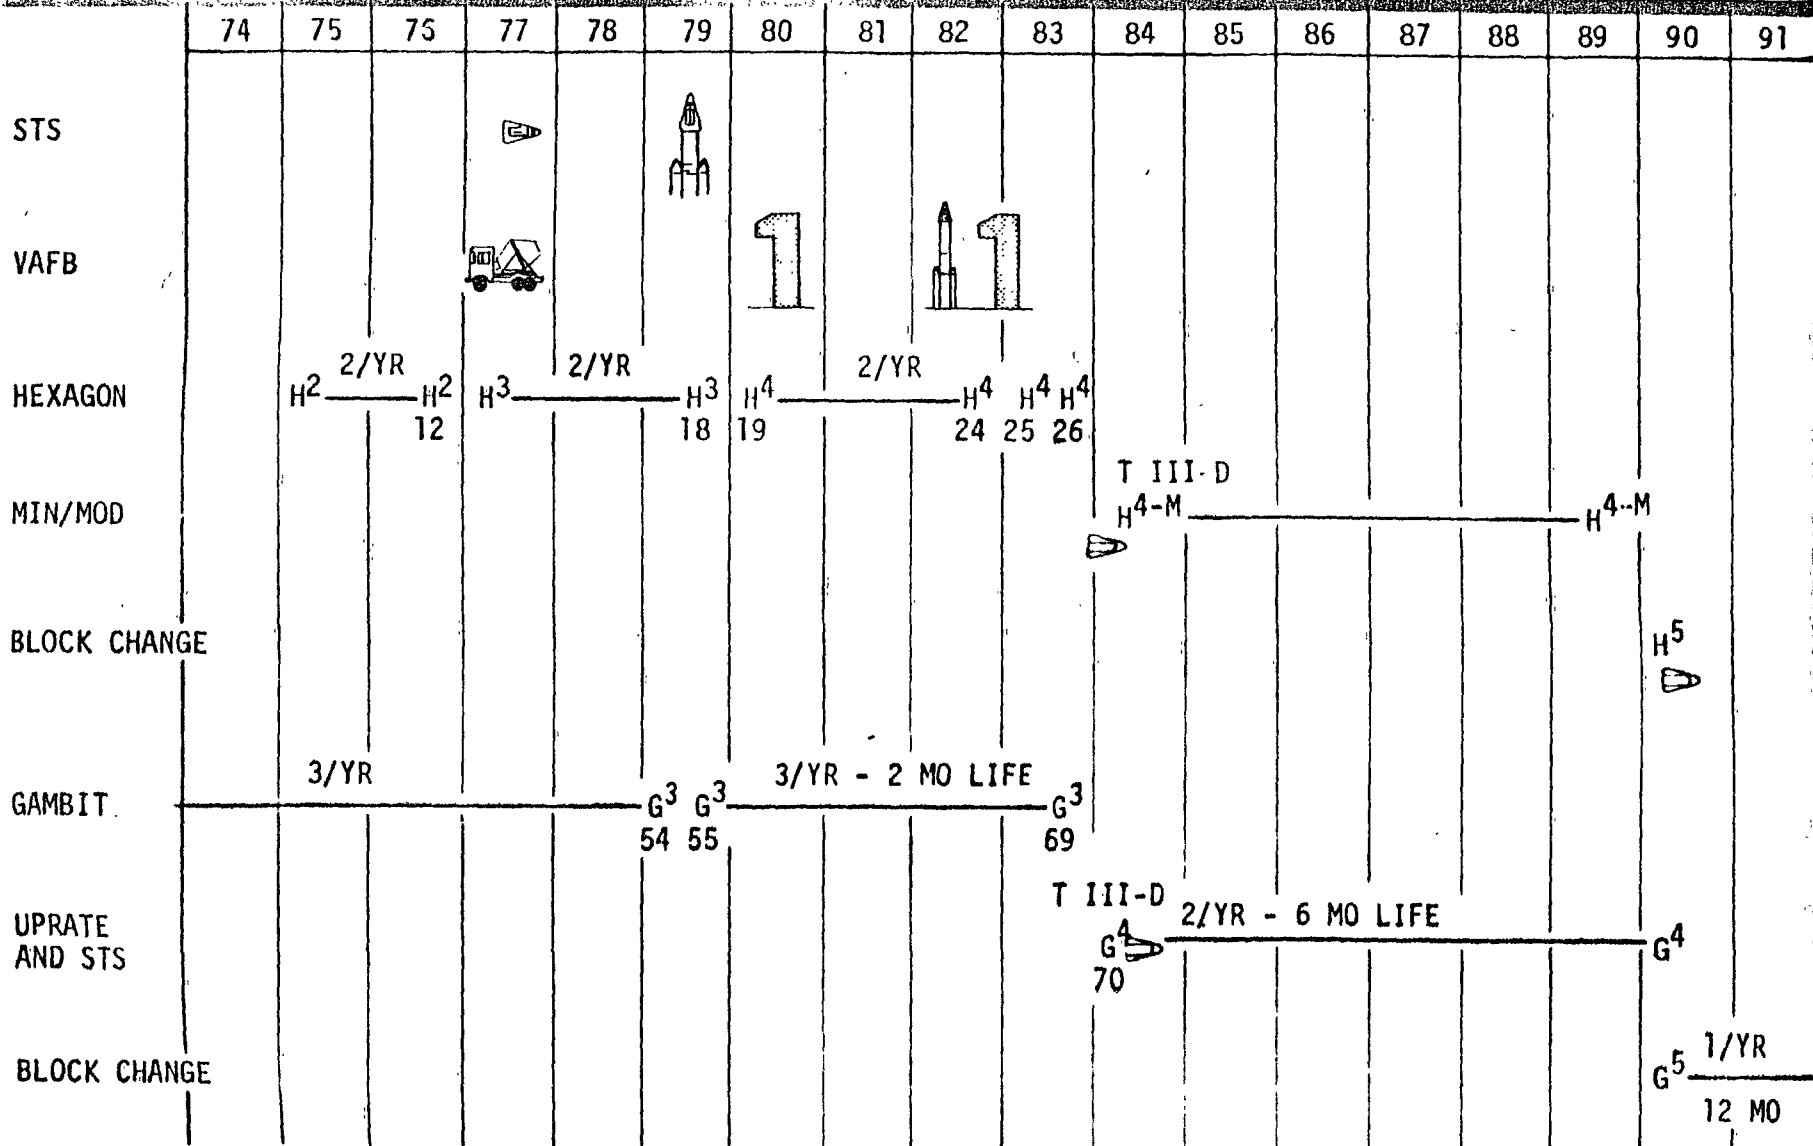 74 75 76 77 78 79 80 81 82 83 84 85 86 87 88 89 90 91
STS
VAFB
1 1
2/YR 2/YR 2/YR
HEXAGON H2 H2 H3 H3 H4 H4 H4 H4
12 18 19 24 25 26
T III-D
MIN/MOD H4-M H4-M
BLOCK CHANGE H5
3/YR 3/YR - 2 MO LIFE
GAMBIT G3 G3 G3
54 55 69
T III-D 2/YR - 6 MO LIFE
UPRATE
AND STS G4 G4
70
1/YR
BLOCK CHANGE G5
12 MO